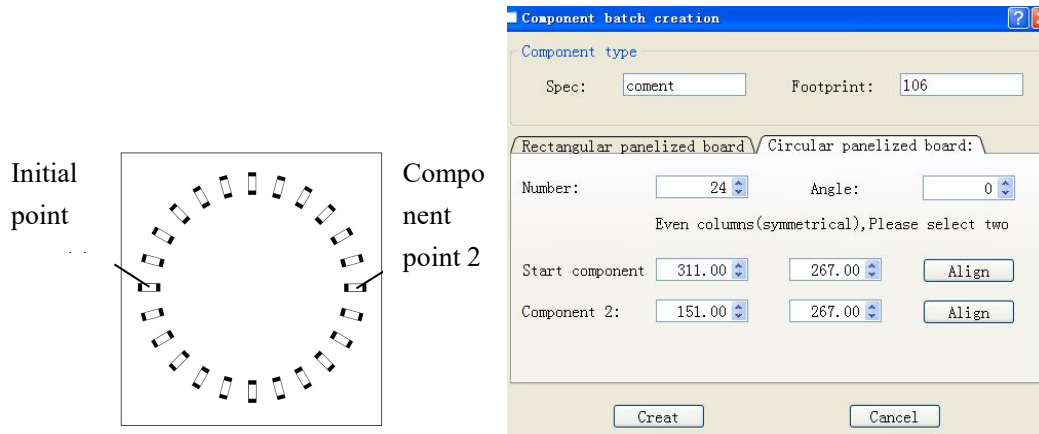 Initial
point
Compo
nent
point 2
Component batch creation
Component type
Spec: coment Footprint: 106
Rectangular panelized board Circular panelized board:
Number: 24 Angle: 0
Even columns(symmetrical),Please select two
Start component 311.00 267.00 Align
Component 2: 151.00 267.00 Align
Creat Cancel